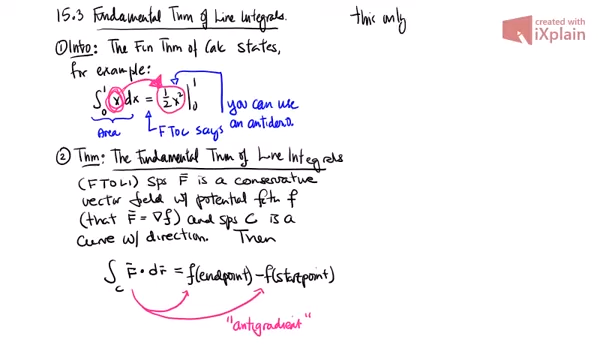 15.3 Fundamental Thm of Line Integrals.
① Intro: The Fun Thm of Calc states,
for example:
∫₀¹ x dx = ½x² |₀¹
Area
FToC says
you can use
an antideriv.
② Thm: The Fundamental Thm of Line Integrals
(FTOLI) Sps F̄ is a conservative
vector field w/ potential fctn f
(that F̄ = ∇f) and sps C is a
curve w/ direction. Then
∫_C F̄ • dr̄ = f(endpoint) − f(startpoint)
"antigradient"
this only
created with
iXplain